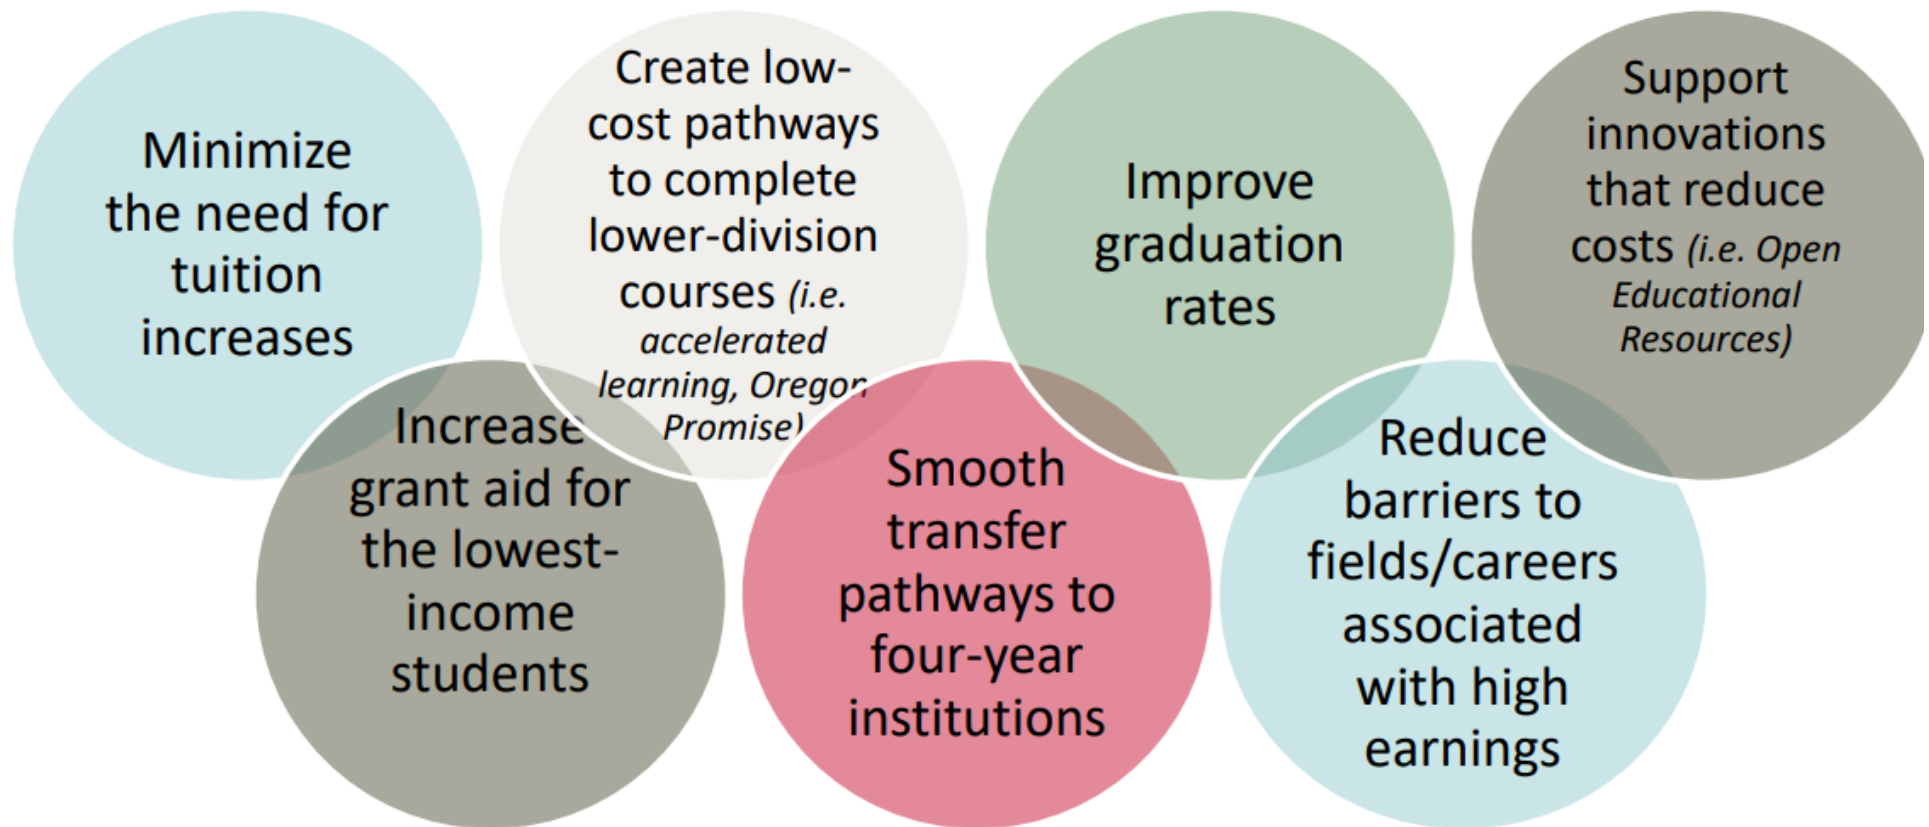 Minimize
the need for
tuition
increases
Increase
grant aid for
the lowest-
income
students
Create low-
cost pathways
to complete
lower-division
courses (i.e.
accelerated
learning, Oregon
Promise)
Smooth
transfer
pathways to
four-year
institutions
Improve
graduation
rates
Reduce
barriers to
fields/careers
associated
with high
earnings
Support
innovations
that reduce
costs (i.e. Open
Educational
Resources)